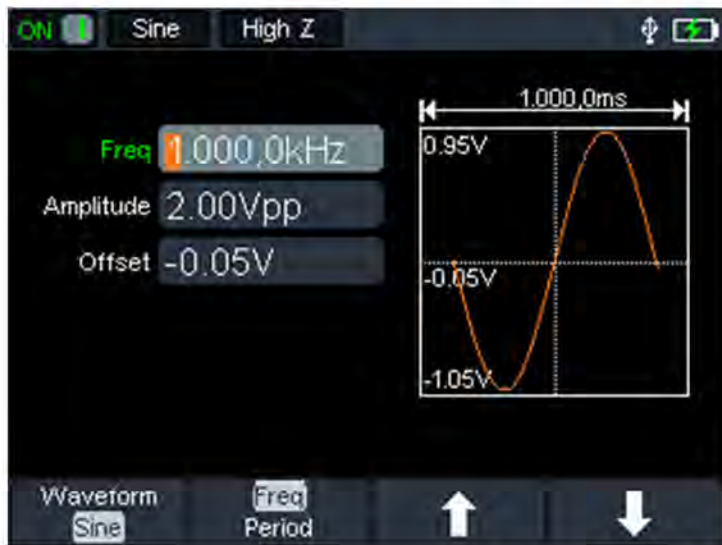 ON Sine High Z
1.000,0ms
Freq 1.000,0kHz
Amplitude 2.00Vpp
Offset -0.05V
0.95V
-0.05V
-1.05V
Waveform
Sine
Freq
Period